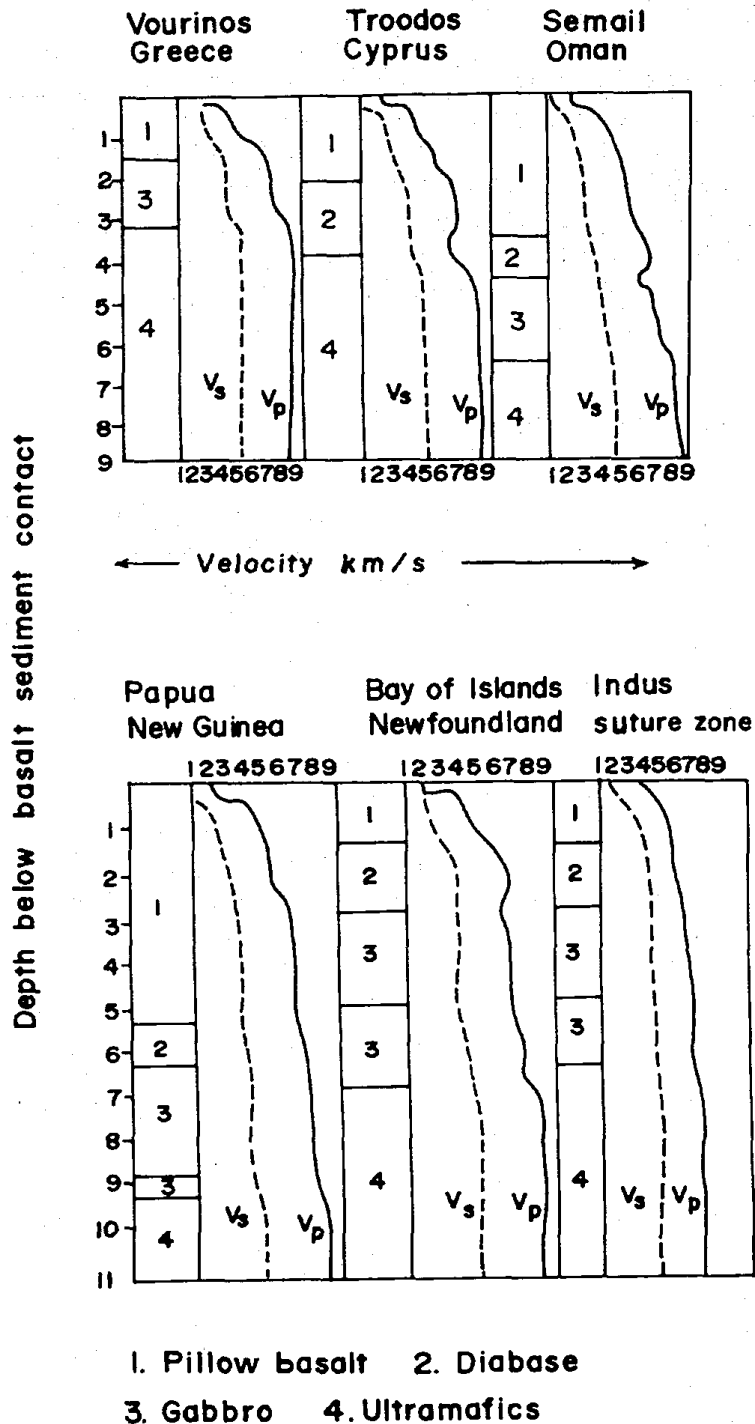 Vourinos
Greece
Troodos
Cyprus
Semail
Oman
1
2
3
4
5
6
7
8
9
1
3
4
Vs
Vp
1
2
4
Vs
Vp
1
2
3
4
Vs
Vp
123456789
123456789
123456789
Depth below basalt sediment contact
Velocity km/s
Papua
New Guinea
Bay of Islands
Newfoundland
Indus
suture zone
123456789
123456789
123456789
1
2
3
4
5
6
7
8
9
10
11
1
2
3
3
4
Vs
Vp
1
2
3
3
4
Vs
Vp
1
2
3
3
4
Vs
Vp
1. Pillow basalt 2. Diabase
3. Gabbro 4. Ultramafics